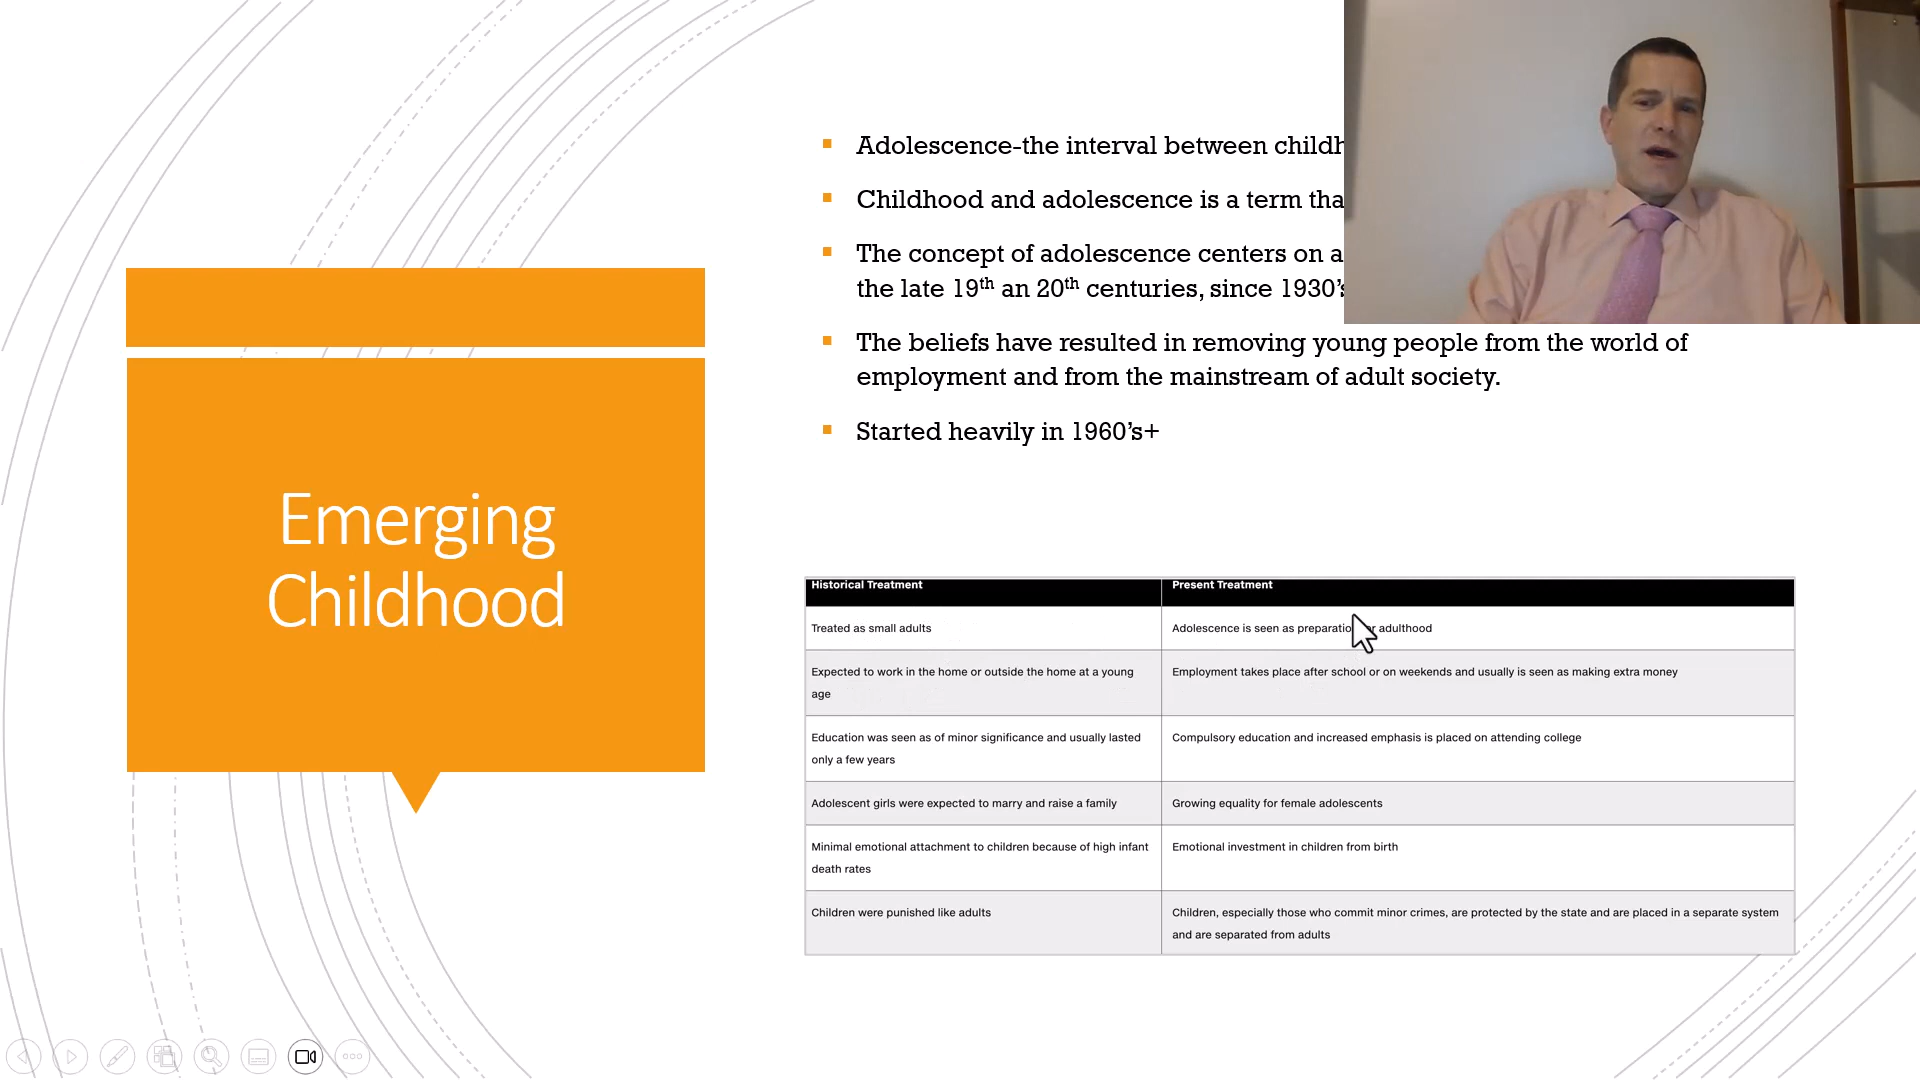 Emerging
Childhood
Adolescence-the interval between
Childhood and adolescence is a term
The concept of adolescence centers on
the late 19th an 20th centuries, since 1930's
The beliefs have resulted in removing young people from the world of
employment and from the mainstream of adult society.
Started heavily in 1960's+
Historical Treatment
Present Treatment
Treated as small adults
Adolescence is seen as adulthood
Expected to work in the home or outside the home at a young
age
Employment takes place after school or on weekends and usually is seen as making extra money
Education was seen as of minor significance and usually lasted
only a few years
Compulsory education and increased emphasis is placed on attending college
Adolescent girls were expected to marry and raise a family
Growing equality for female adolescents
Minimal emotional attachment to children because of high infant
death rates
Emotional investment in children from birth
Children were punished like adults
Children, especially those who commit minor crimes, are protected by the state and are placed in a separate system
and are separated from adults